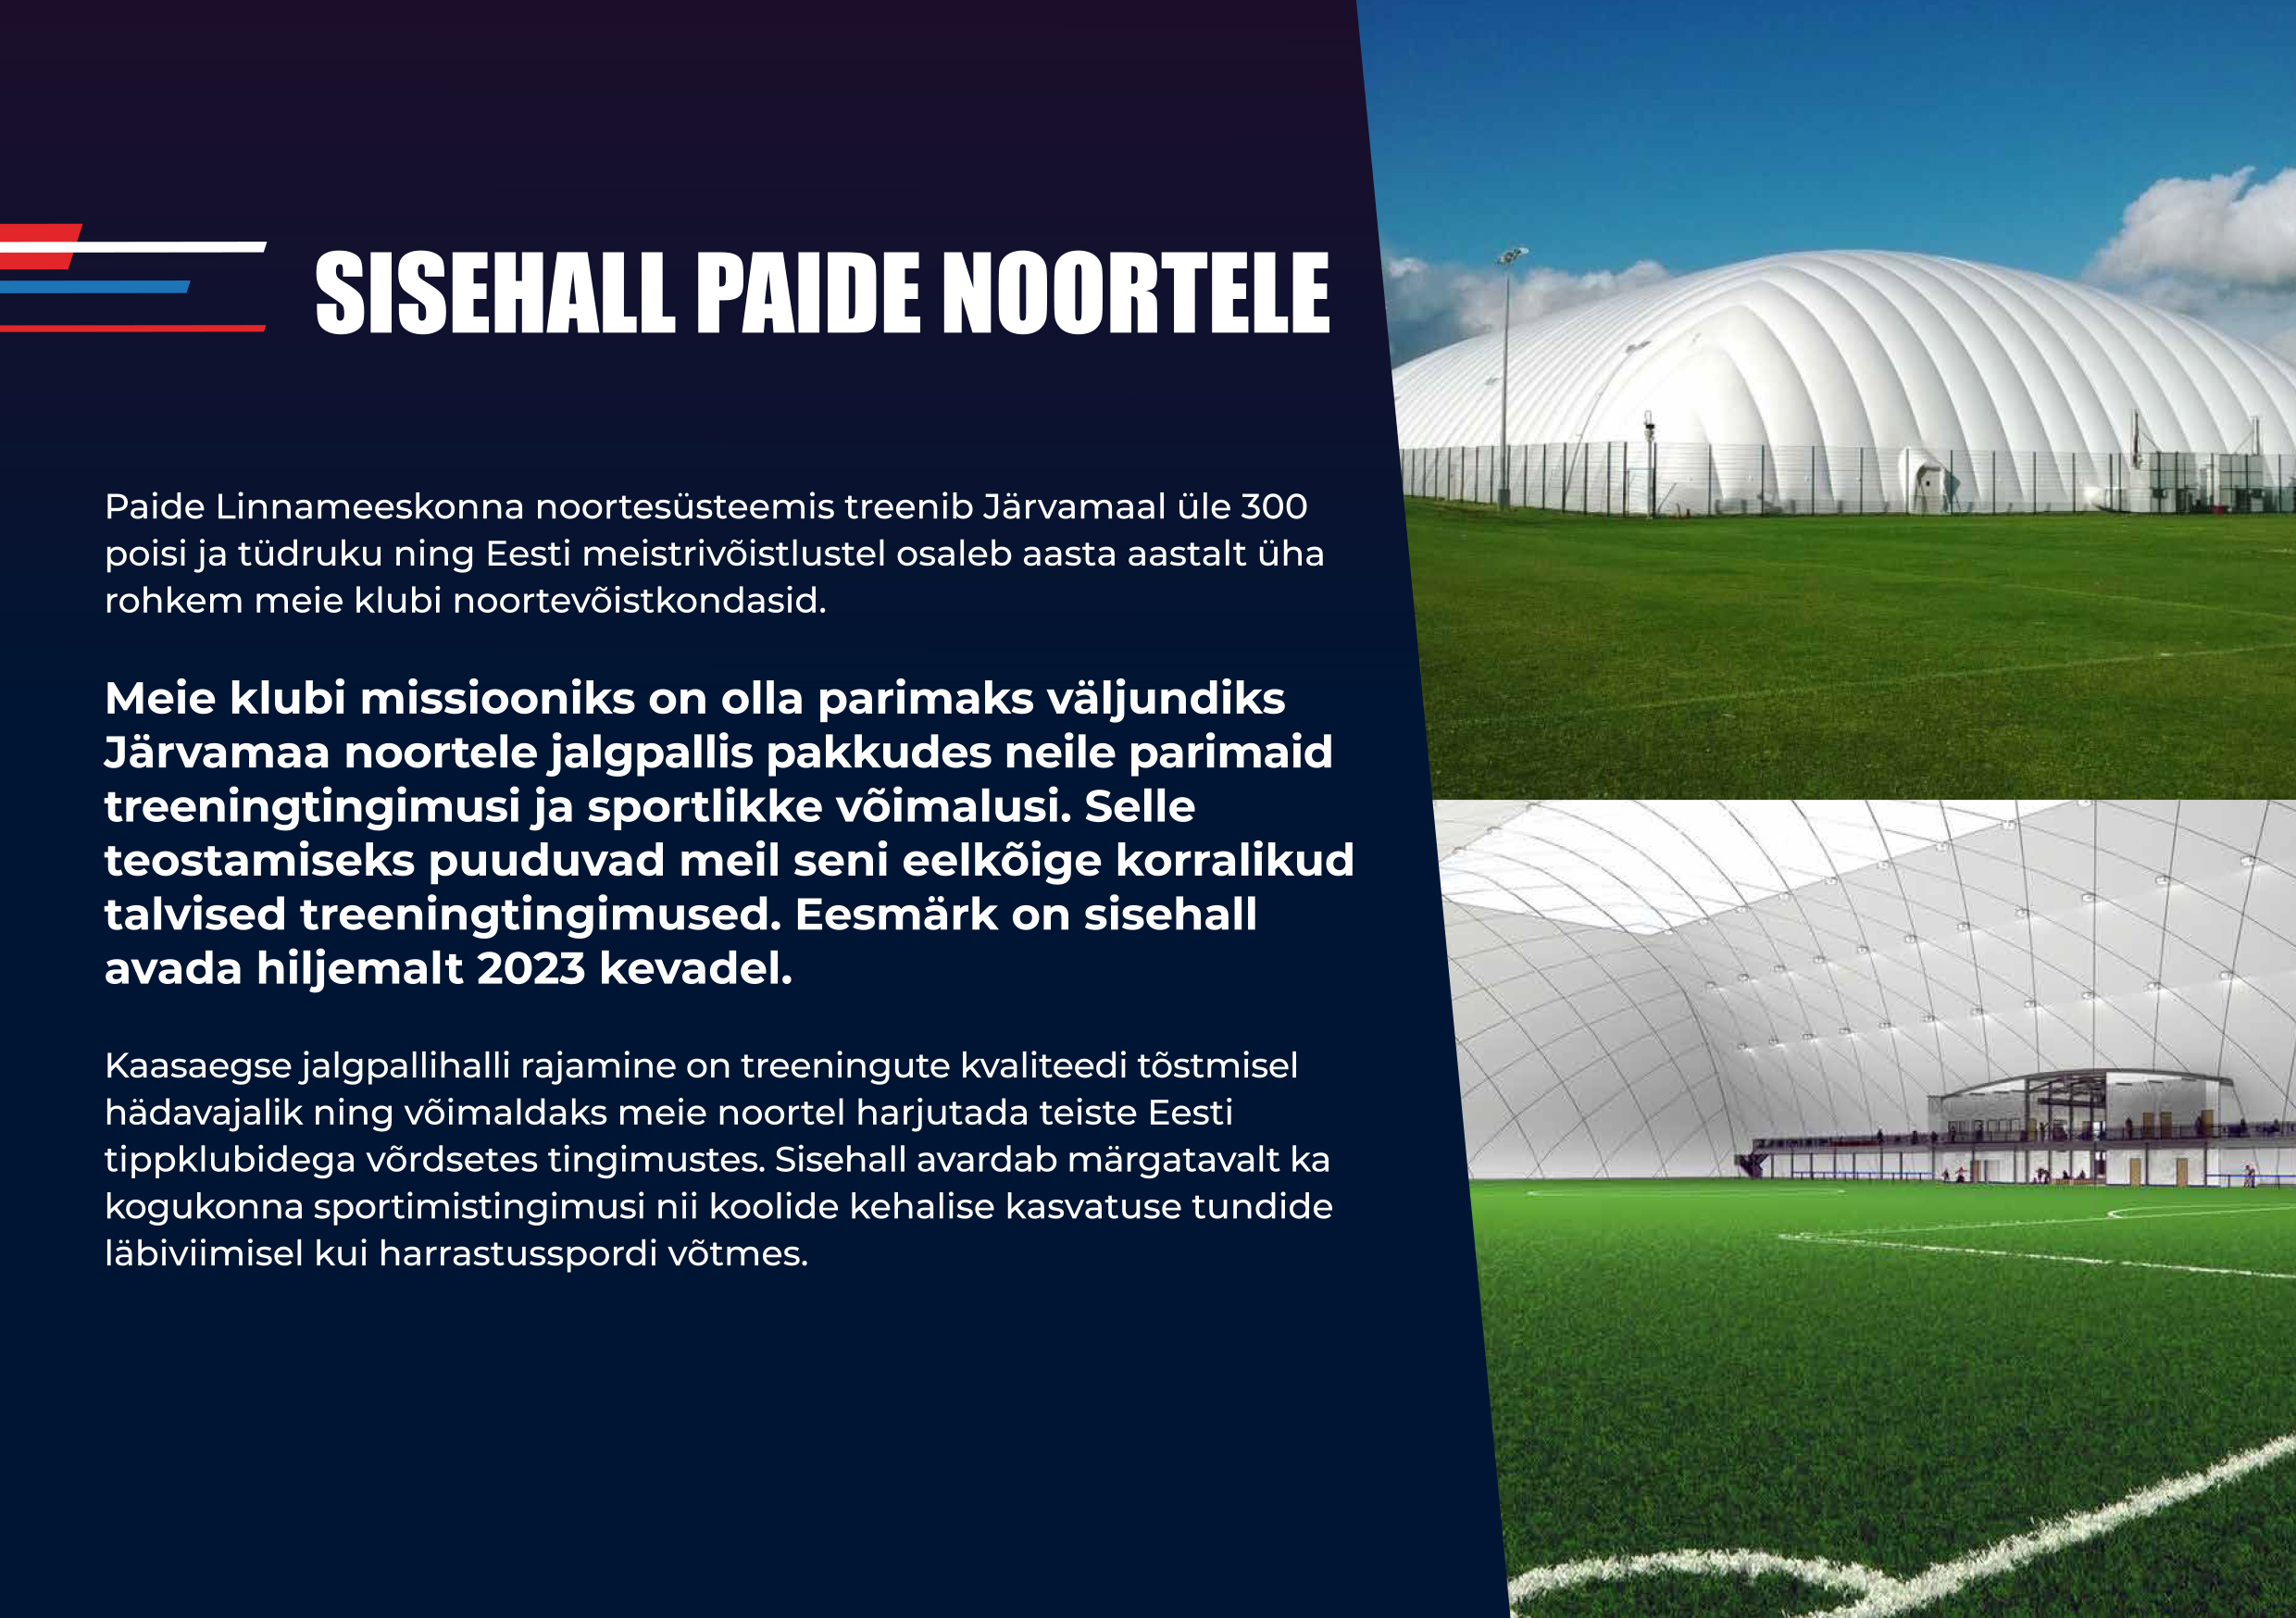 SISEHALL PAIDE NOORTELE
Paide Linnameeskonna noortesüsteemis treenib Järvamaal üle 300
poisi ja tüdruku ning Eesti meistrivõistlustel osaleb aasta aastalt üha
rohkem meie klubi noortevõistkondasid.
Meie klubi missiooniks on olla parimaks väljundiks
Järvamaa noortele jalgpallis pakkudes neile parimaid
treeningtingimusi ja sportlikke võimalusi. Selle
teostamiseks puuduvad meil seni eelkõige korralikud
talvised treeningtingimused. Eesmärk on sisehall
avada hiljemalt 2023 kevadel.
Kaasaegse jalgpallihalli rajamine on treeningute kvaliteedi tõstmisel
hädavajalik ning võimaldaks meie noortel harjutada teiste Eesti
tippklubidega võrdsetes tingimustes. Sisehall avardab märgatavalt ka
kogukonna sportimistingimusi nii koolide kehalise kasvatuse tundide
läbiviimisel kui harrastusspordi võtmes.